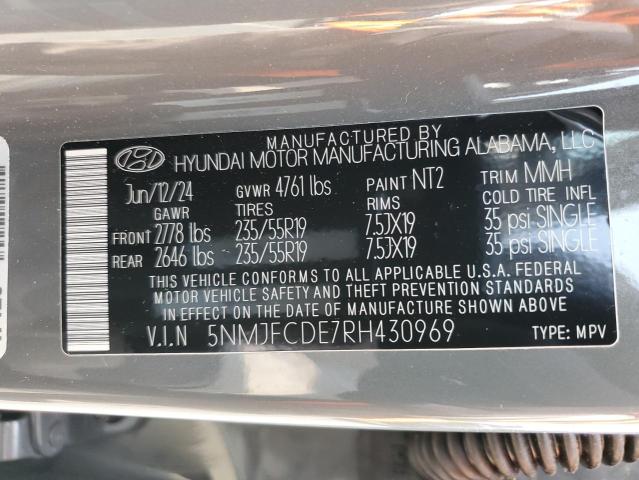 MANUFACTURED BY
HYUNDAI MOTOR MANUFACTURING ALABAMA, LLC
Jun/12/24 GVWR 4761 lbs PAINT NT2 TRIM MMH
GAWR TIRES RIMS COLD TIRE INFL
FRONT 2778 lbs 235/55R19 7.5JX19 35 psi SINGLE
REAR 2646 lbs 235/55R19 7.5JX19 35 psi SINGLE
THIS VEHICLE CONFORMS TO ALL APPLICABLE U.S.A. FEDERAL
MOTOR VEHICLE SAFETY AND THEFT PREVENTION STANDARDS
IN EFFECT ON THE DATE OF MANUFACTURE SHOWN ABOVE.
V.I.N 5NMJFCDE7RH430969 TYPE: MPV